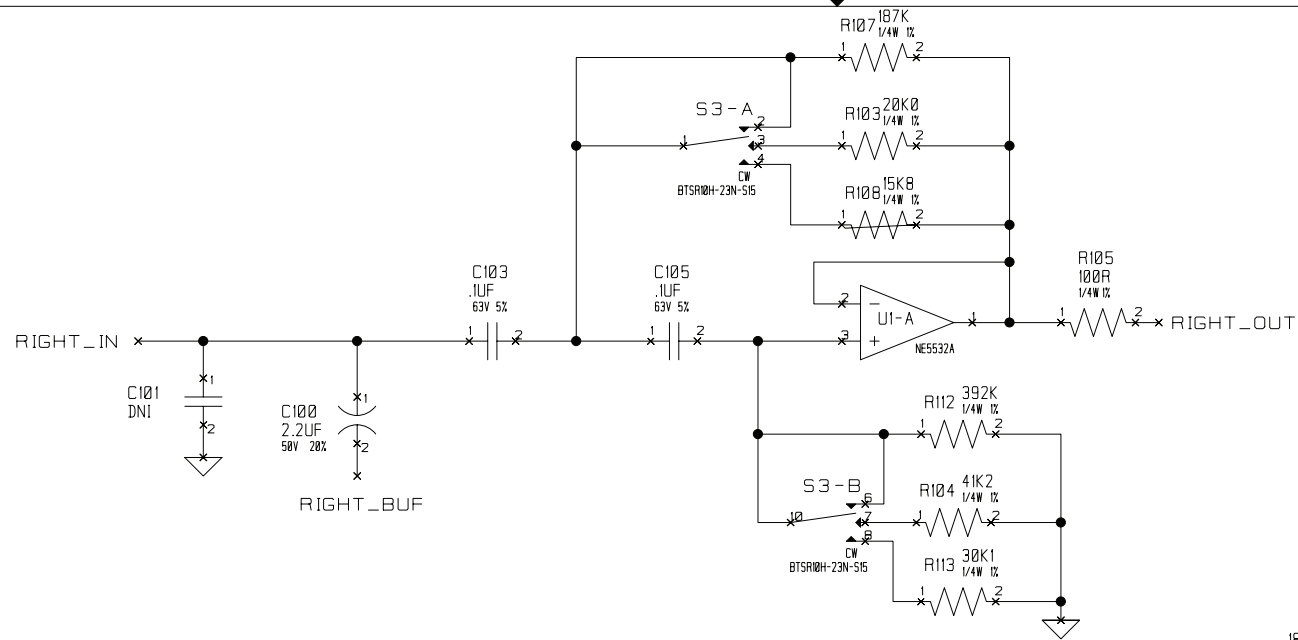 R107 187K
1/4W 1%
1 2
S3-A
2
R103 20K0
1/4W 1%
1 3 1 2
4
CW
BTSR10H-23N-S15
R108 15K8
1/4W 1%
1 2
C103
.1UF
63V 5%
C105
.1UF
63V 5%
R105
100R
1/4W 1%
2
-
U1-A
1
1 2
RIGHT_OUT
RIGHT_IN
1 2
1 2
3
+
NE5532A
C101
DNI
1
2
C100
2.2UF
50V 20%
1
2
RIGHT_BUF
R112 392K
1/4W 1%
1 2
S3-B
6
R104 41K2
1/4W 1%
10 7 1 2
8
CW
BTSR10H-23N-S15
R113 30K1
1/4W 1%
1 2